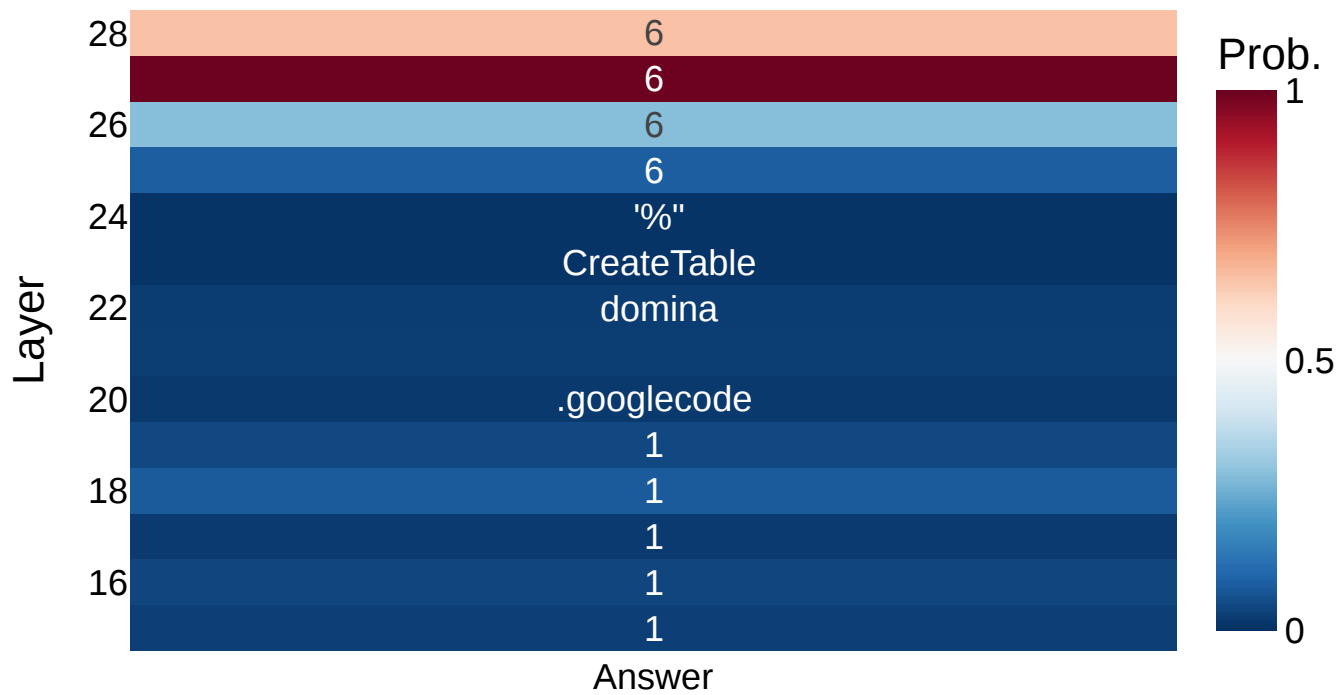 28 6
6
26 6
6
24 '%"
CreateTable
22 domina
20 .googlecode
1
18 1
1
16 1
1
Answer
Layer
Prob.
1
0.5
0